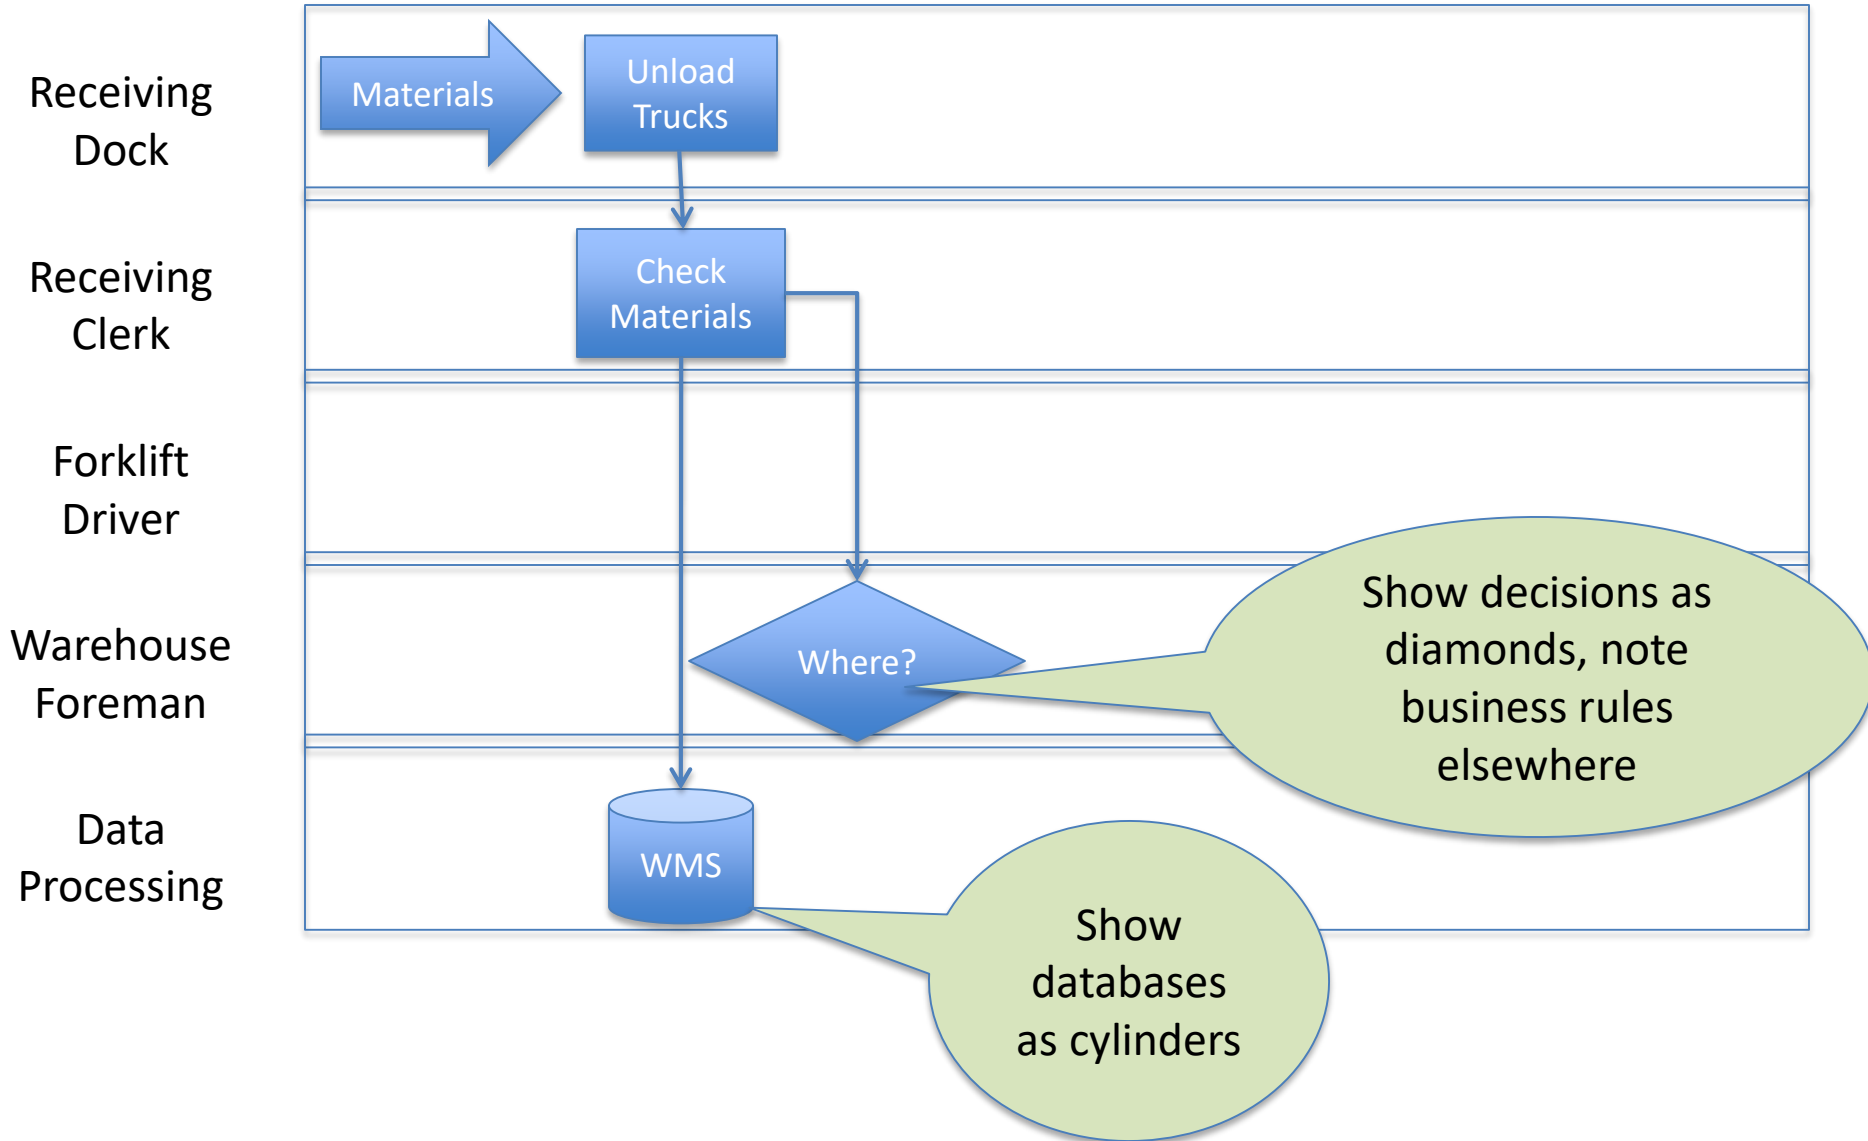 Receiving
Dock
Materials
Unload
Trucks
Receiving
Clerk
Check
Materials
Forklift
Driver
Warehouse
Foreman
Where?
Show decisions as
diamonds, note
business rules
elsewhere
Data
Processing
WMS
Show
databases
as cylinders